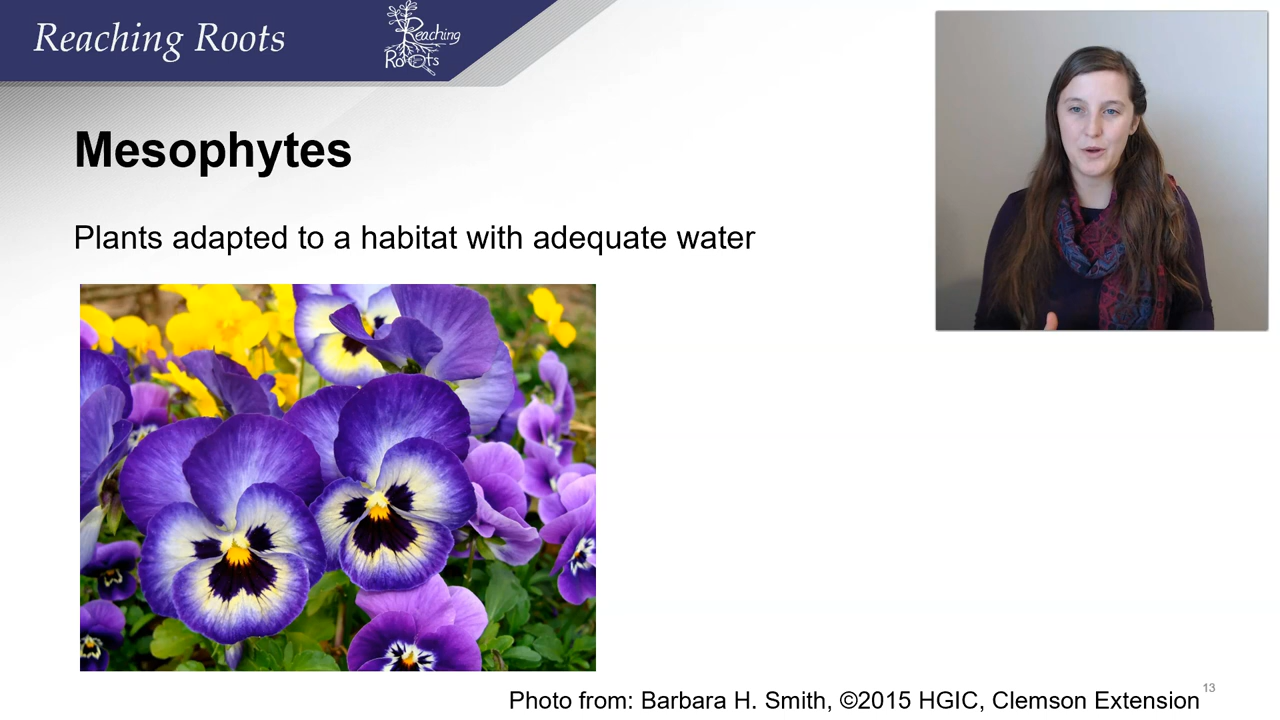 Reaching Roots
Reaching
Roots
Mesophytes
Plants adapted to a habitat with adequate water
Photo from: Barbara H. Smith, ©2015 HGIC, Clemson Extension
13